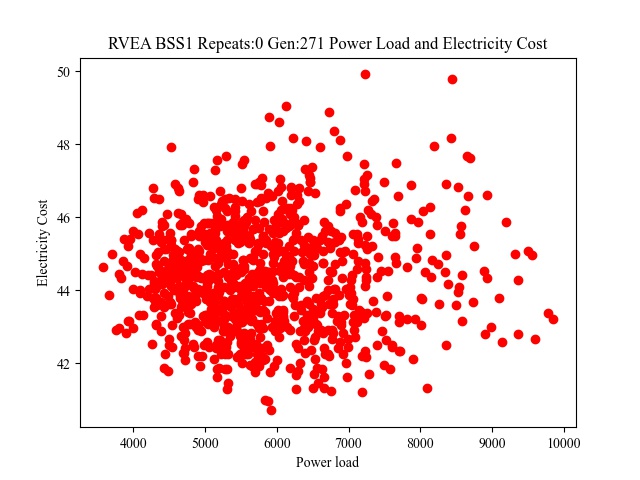 RVEA BSS1 Repeats:0 Gen:271 Power Load and Electricity Cost
50
48
46
44
42
Electricity Cost
4000 5000 6000 7000 8000 9000 10000
Power load